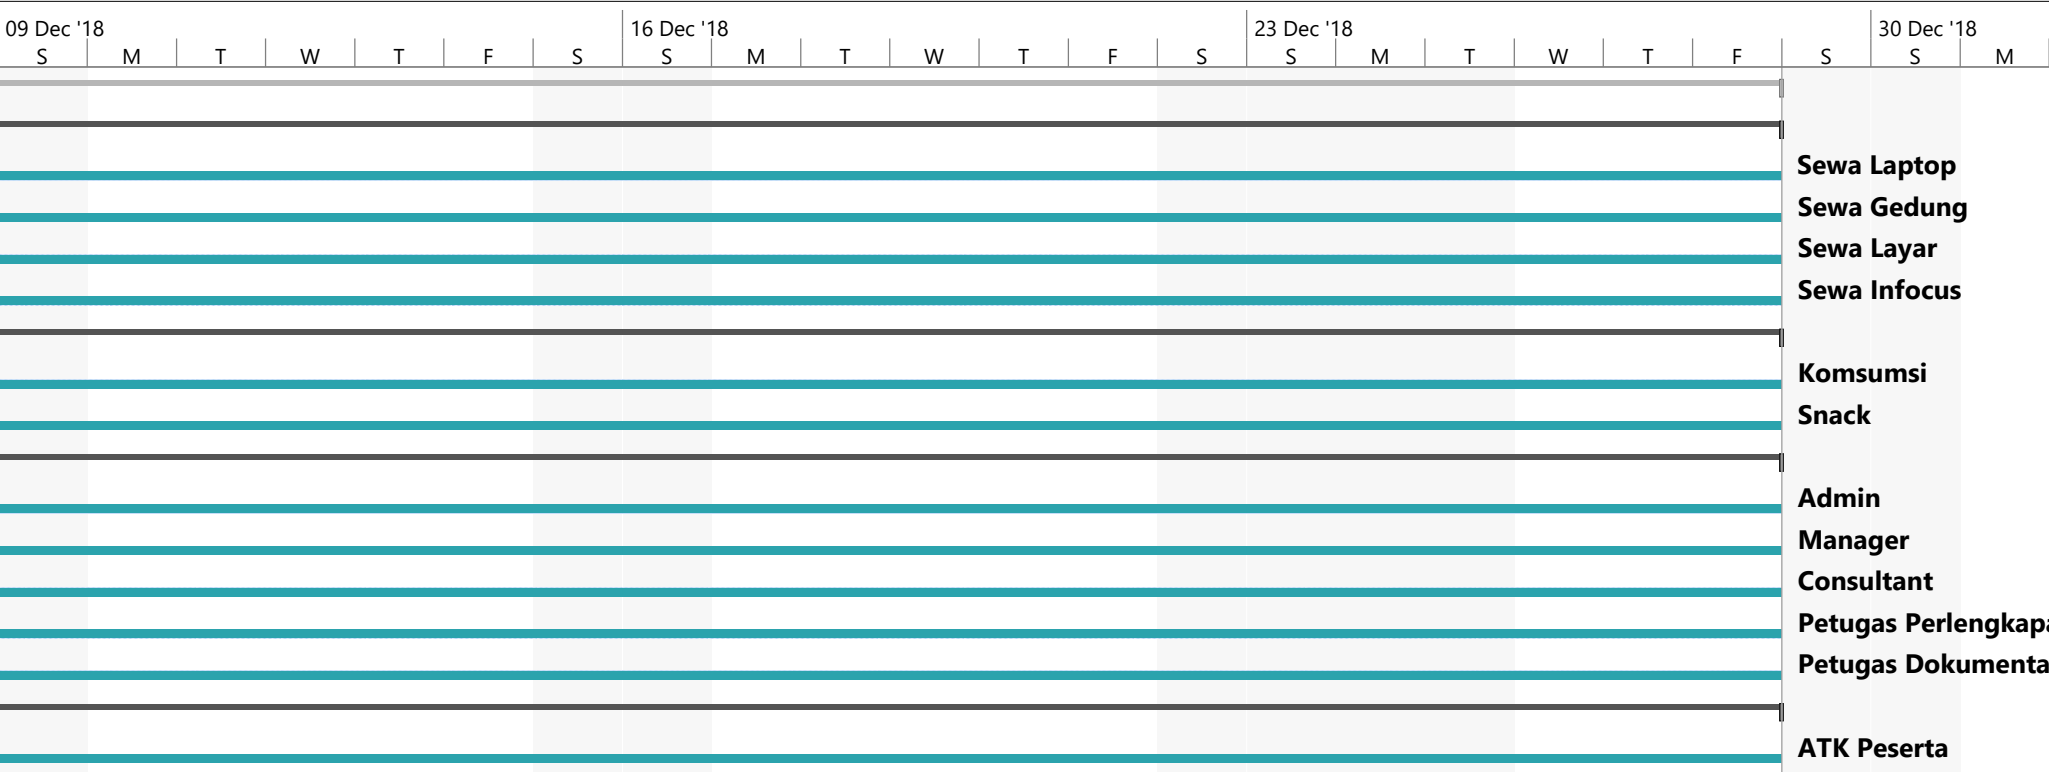 09 Dec '18 16 Dec '18 23 Dec '18 30 Dec '18
S M T W T F S S M T W T F S S M T W T F S S M
Sewa Laptop
Sewa Gedung
Sewa Layar
Sewa Infocus
Komsumsi
Snack
Admin
Manager
Consultant
Petugas Perlengkapa
Petugas Dokumenta
ATK Peserta